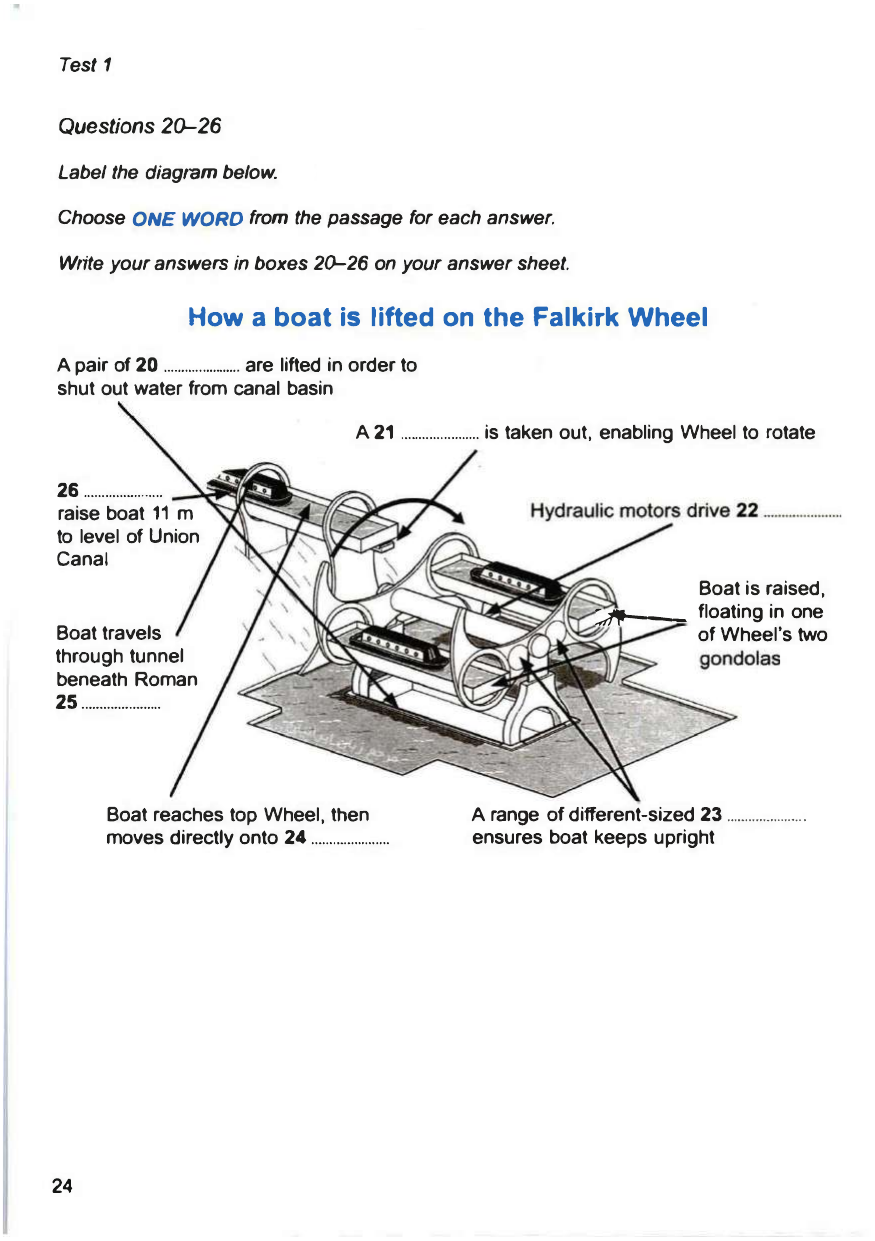 Test 1
Questions 20–26
Label the diagram below.
Choose ONE WORD from the passage for each answer.
Write your answers in boxes 20–26 on your answer sheet.
How a boat is lifted on the Falkirk Wheel
A pair of 20 ...................... are lifted in order to
shut out water from canal basin
A 21 ...................... is taken out, enabling Wheel to rotate
26 ......................
raise boat 11 m
to level of Union
Canal
Hydraulic motors drive 22 ......................
Boat is raised,
floating in one
of Wheel's two
gondolas
Boat travels
through tunnel
beneath Roman
25 ......................
Boat reaches top Wheel, then
moves directly onto 24 ......................
A range of different-sized 23 ......................
ensures boat keeps upright
24